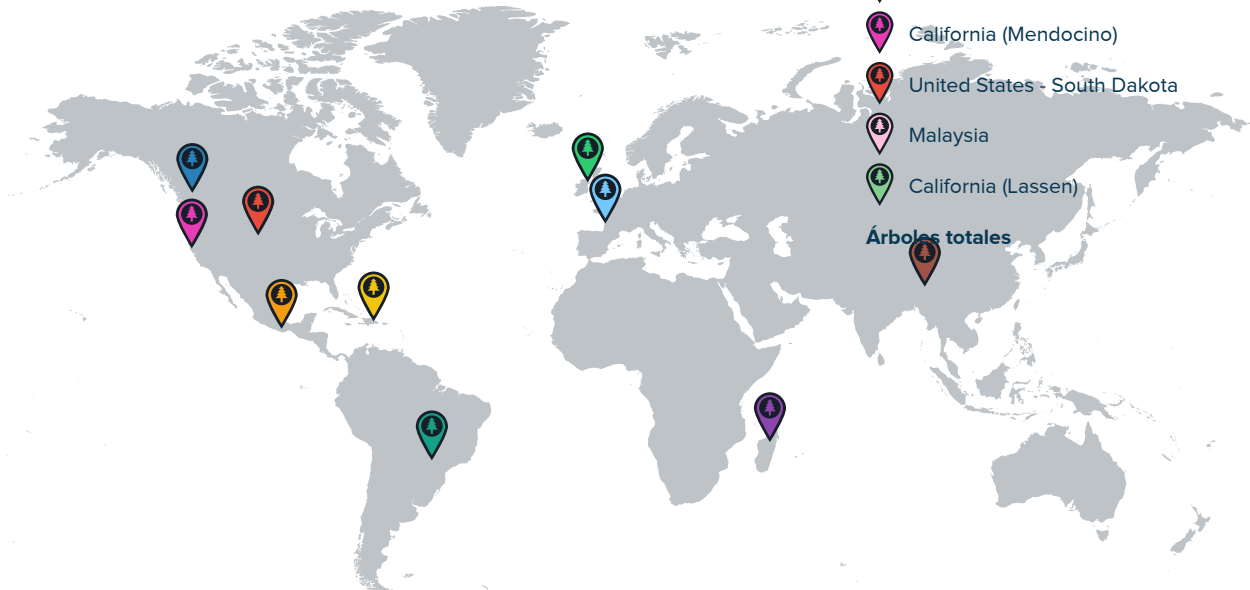 California (Mendocino)
United States - South Dakota
Malaysia
California (Lassen)
Árboles totales